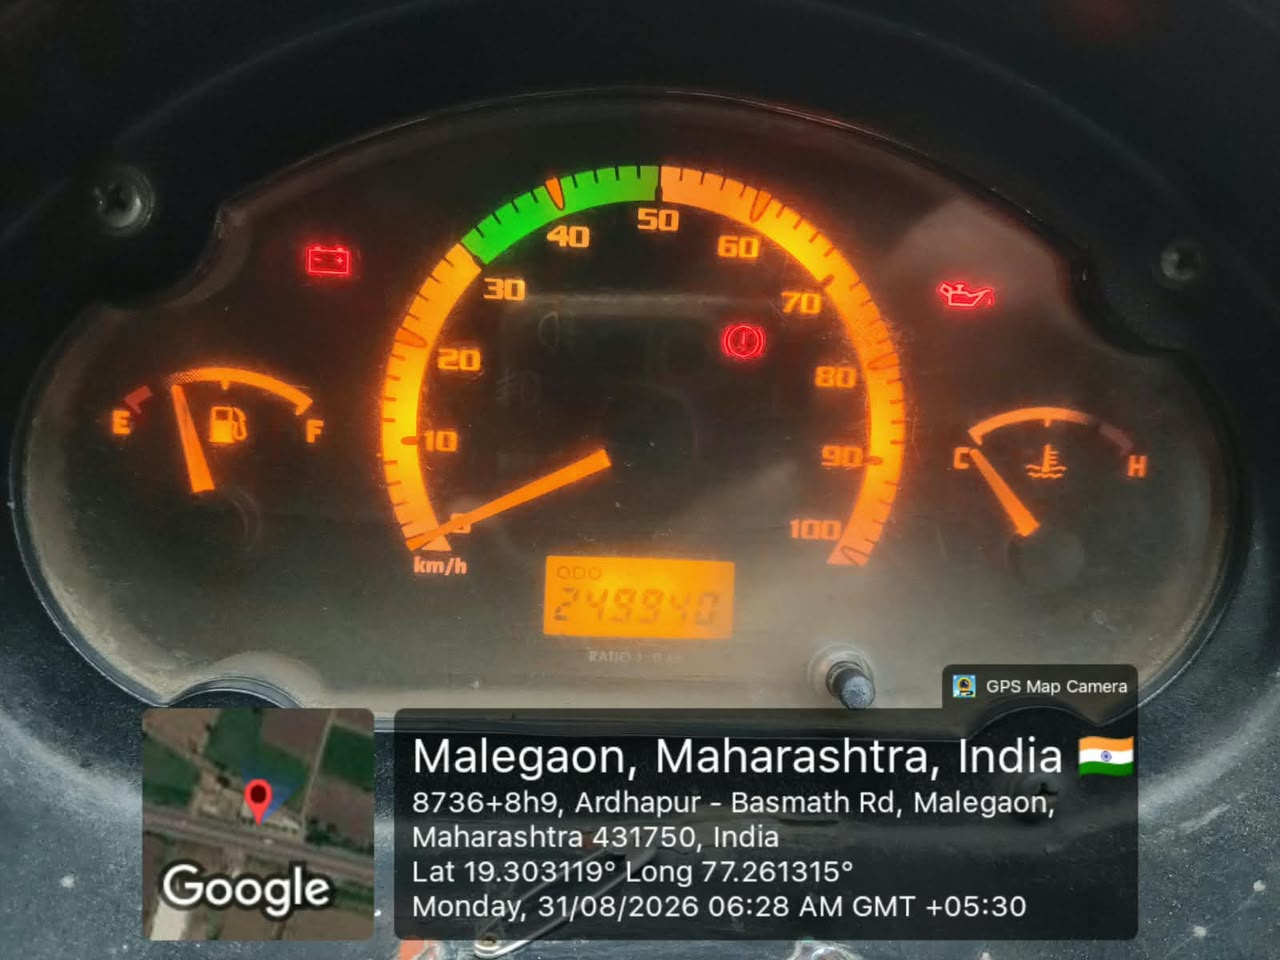 50
40
60
30
70
20
80
E
F
10
90
C
H
0
100
km/h
ODO
249940
GPS Map Camera
Malegaon, Maharashtra, India
8736+8h9, Ardhapur - Basmath Rd, Malegaon,
Maharashtra 431750, India
Lat 19.303119° Long 77.261315°
Monday, 31/08/2026 06:28 AM GMT +05:30
Google